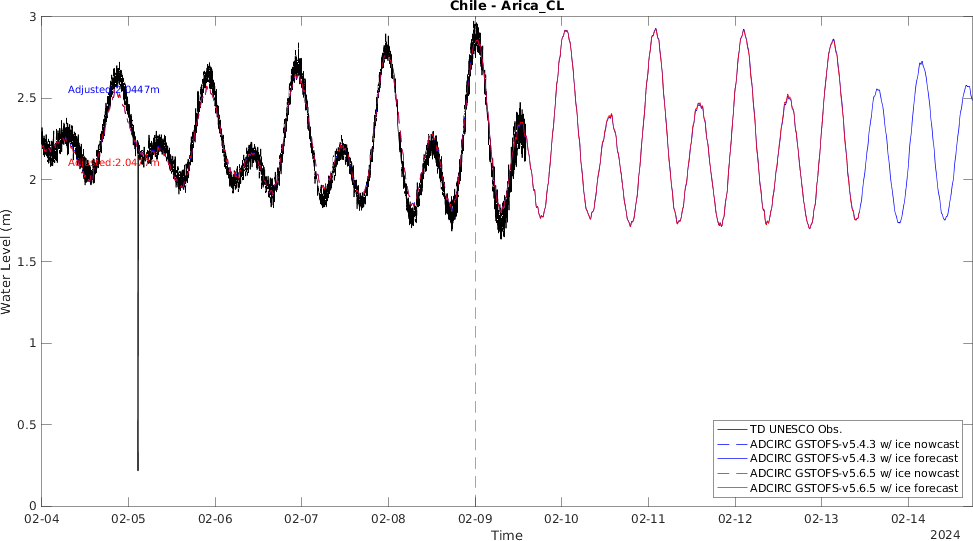 Chile - Arica_CL
3
2.5
2
1.5
1
0.5
0
Water Level (m)
Adjusted:2.0447m
TD UNESCO Obs.
ADCIRC GSTOFS-v5.4.3 w/ ice nowcast
ADCIRC GSTOFS-v5.4.3 w/ ice forecast
ADCIRC GSTOFS-v5.6.5 w/ ice nowcast
ADCIRC GSTOFS-v5.6.5 w/ ice forecast
02-04 02-05 02-06 02-07 02-08 02-09 02-10 02-11 02-12 02-13 02-14
Time
2024